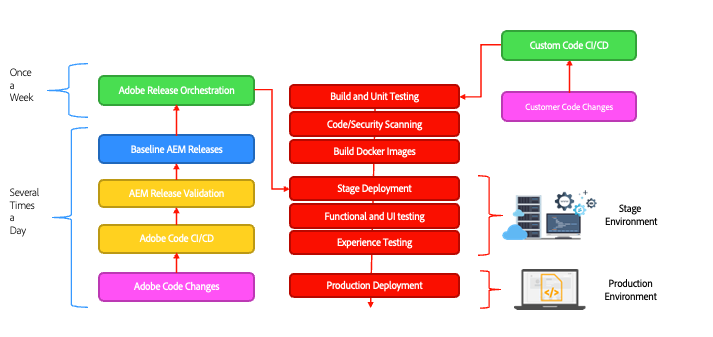 Once
a
Week
Several
Times
a
Day
Adobe Release Orchestration
Baseline AEM Releases
AEM Release Validation
Adobe Code CI/CD
Adobe Code Changes
Build and Unit Testing
Code/Security Scanning
Build Docker Images
Stage Deployment
Functional and UI testing
Experience Testing
Production Deployment
Custom Code CI/CD
Customer Code Changes
Stage
Environment
</>
Production
Environment